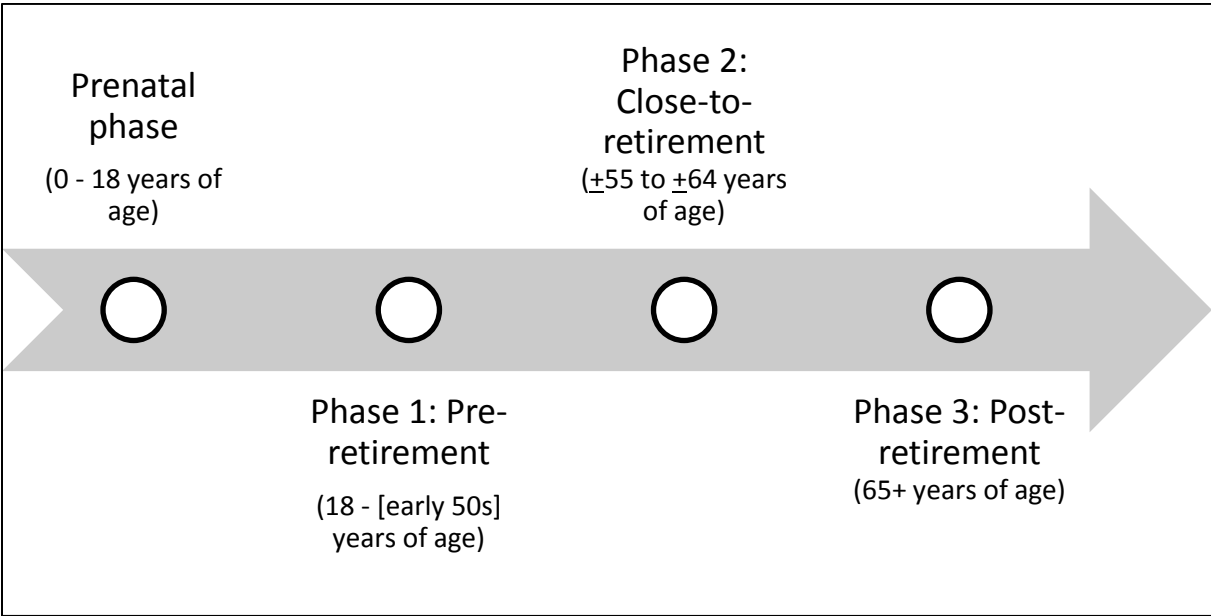 Prenatal
phase
(0 - 18 years of
age)
Phase 1: Pre-
retirement
(18 - [early 50s]
years of age)
Phase 2:
Close-to-
retirement
(±55 to ±64 years
of age)
Phase 3: Post-
retirement
(65+ years of age)